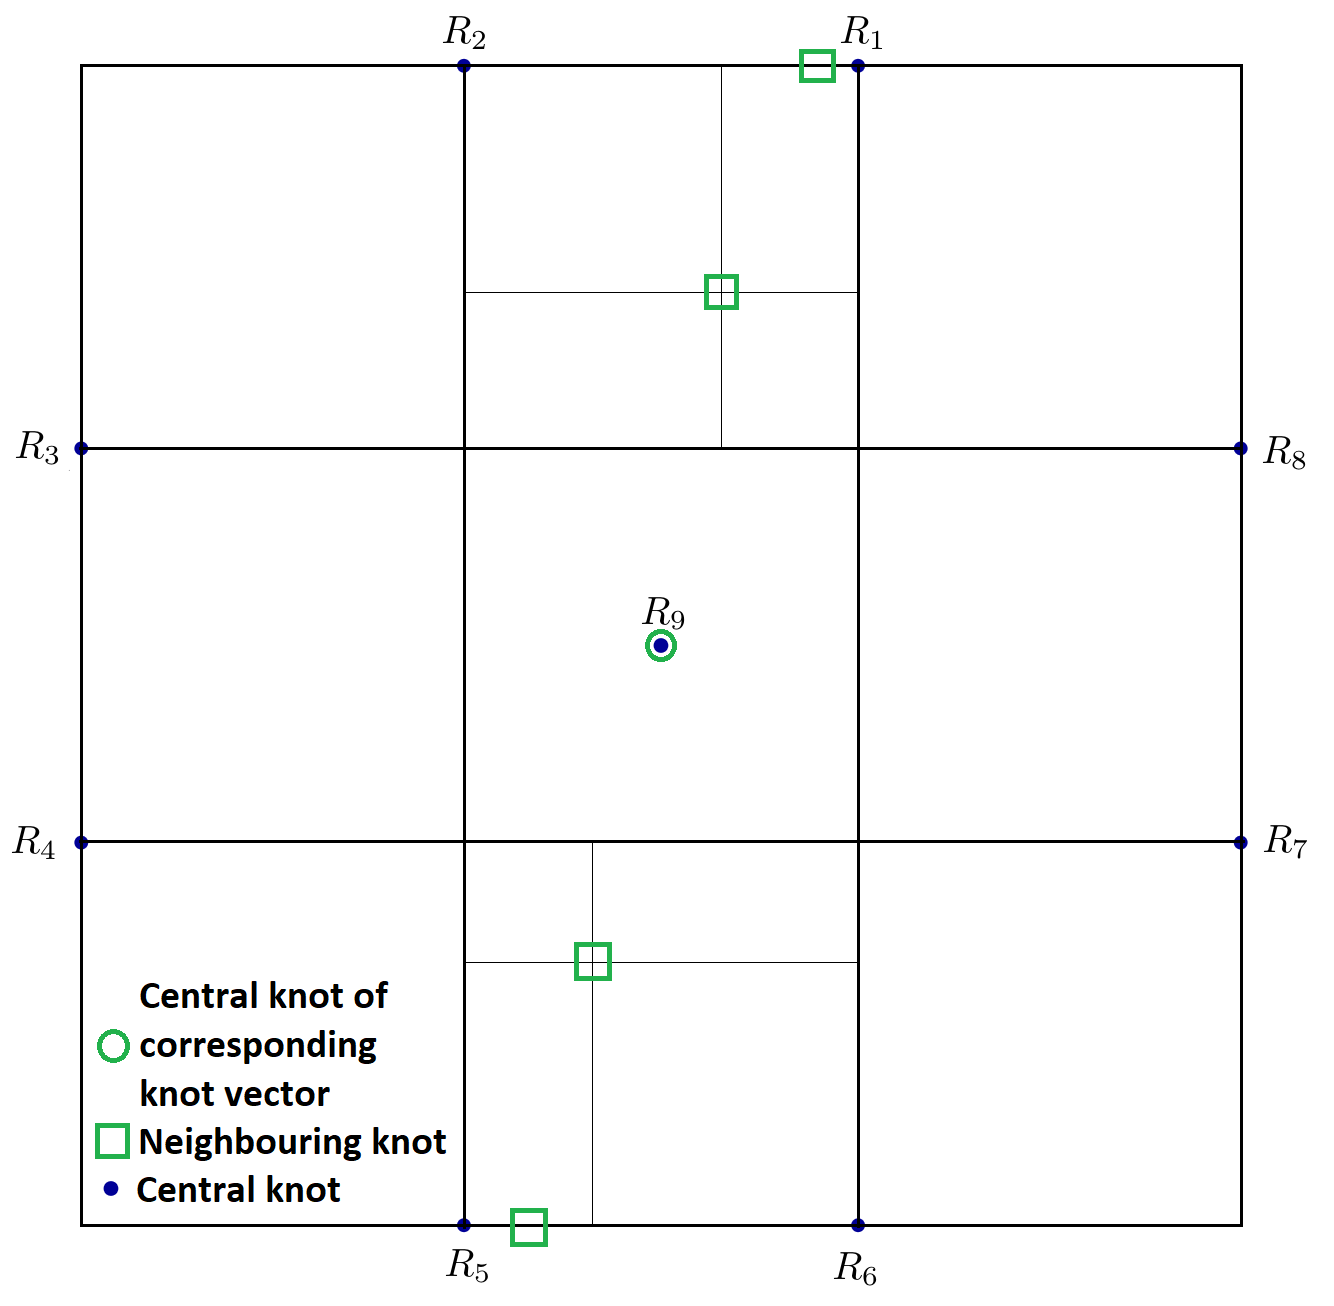 R₂
R₁
R₃
R₈
R₉
R₄
R₇
Central knot of
corresponding
knot vector
Neighbouring knot
Central knot
R₅
R₆